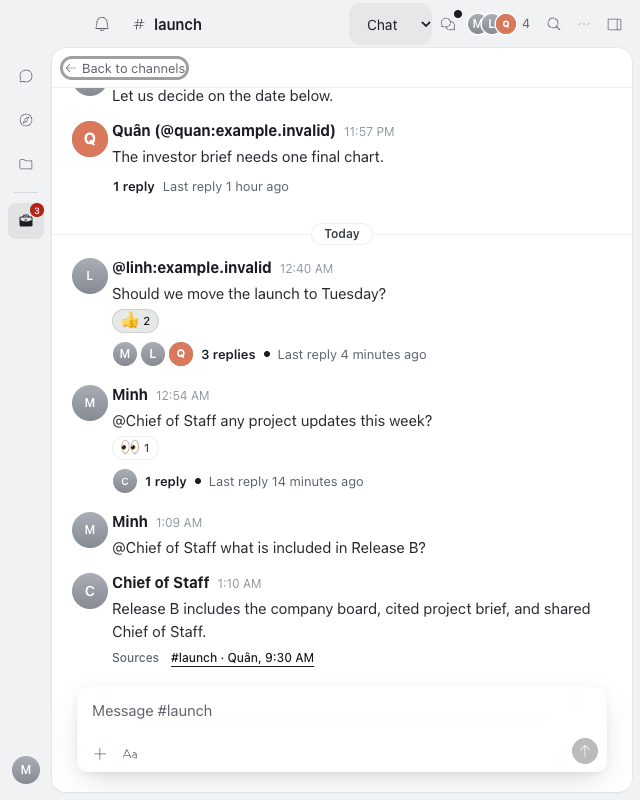 # launch
Chat
M L Q 4
← Back to channels
Let us decide on the date below.
Q
Quân (@quan:example.invalid) 11:57 PM
The investor brief needs one final chart.
1 reply Last reply 1 hour ago
3
Today
L
@linh:example.invalid 12:40 AM
Should we move the launch to Tuesday?
👍 2
M L Q 3 replies • Last reply 4 minutes ago
M
Minh 12:54 AM
@Chief of Staff any project updates this week?
👀 1
C 1 reply • Last reply 14 minutes ago
M
Minh 1:09 AM
@Chief of Staff what is included in Release B?
C
Chief of Staff 1:10 AM
Release B includes the company board, cited project brief, and shared
Chief of Staff.
Sources #launch · Quân, 9:30 AM
Message #launch
Aa
M